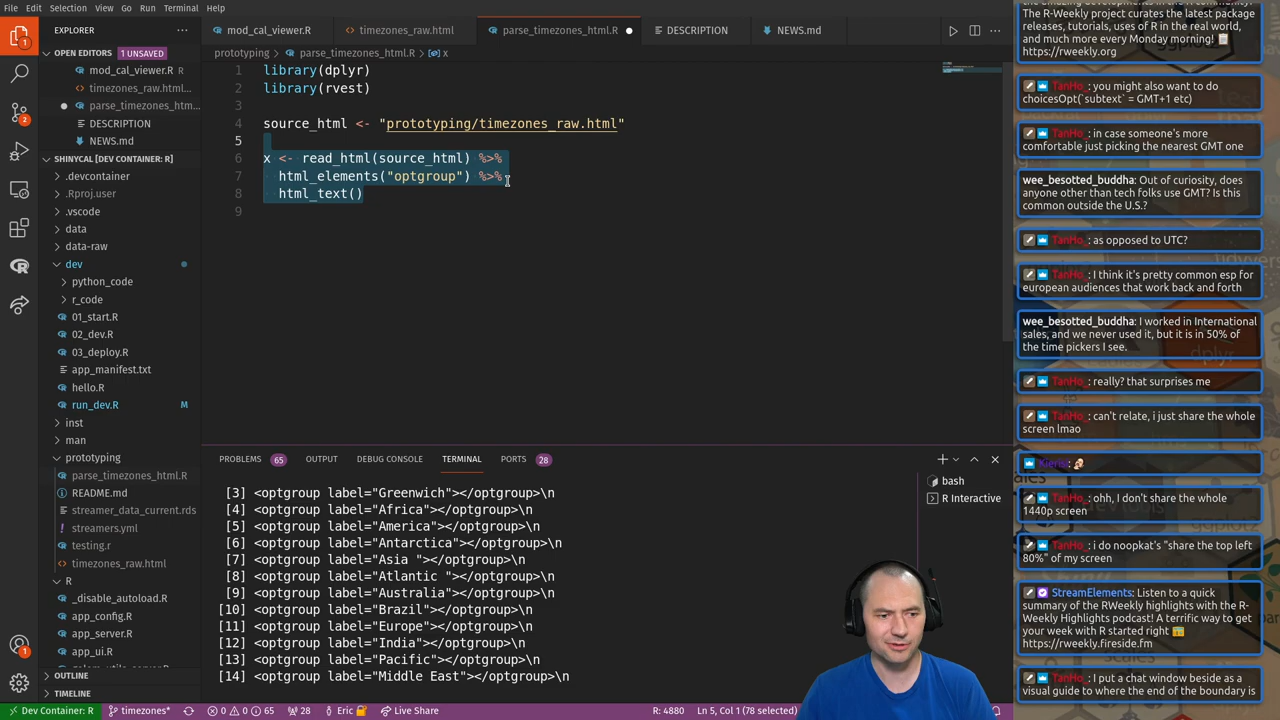 File Edit Selection View Go Run Terminal Help
EXPLORER
OPEN EDITORS 1 UNSAVED
mod_cal_viewer.R
timezones_raw.html...
parse_timezones_htm...
DESCRIPTION
NEWS.md
SHINYCAL [DEV CONTAINER: R]
.devcontainer
.Rproj.user
.vscode
data
data-raw
dev
python_code
r_code
01_start.R
02_dev.R
03_deploy.R
app_manifest.txt
hello.R
run_dev.R M
inst
man
prototyping
parse_timezones_html.R
README.md
streamer_data_current.rds
streamers.yml
testing.r
timezones_raw.html
R
_disable_autoload.R
app_config.R
app_server.R
app_ui.R
OUTLINE
TIMELINE
mod_cal_viewer.R
timezones_raw.html
parse_timezones_html.R
DESCRIPTION
NEWS.md
prototyping > parse_timezones_html.R > x
1 library(dplyr)
2 library(rvest)
3
4 source_html <- "prototyping/timezones_raw.html"
5
6 x <- read_html(source_html) %>%
7 html_elements("optgroup") %>%
8 html_text()
9
PROBLEMS 65 OUTPUT DEBUG CONSOLE TERMINAL PORTS 28
bash
R Interactive
[3] <optgroup label="Greenwich"></optgroup>\n
[4] <optgroup label="Africa"></optgroup>\n
[5] <optgroup label="America"></optgroup>\n
[6] <optgroup label="Antarctica"></optgroup>\n
[7] <optgroup label="Asia "></optgroup>\n
[8] <optgroup label="Atlantic "></optgroup>\n
[9] <optgroup label="Australia"></optgroup>\n
[10] <optgroup label="Brazil"></optgroup>\n
[11] <optgroup label="Europe"></optgroup>\n
[12] <optgroup label="India"></optgroup>\n
[13] <optgroup label="Pacific"></optgroup>\n
[14] <optgroup label="Middle East"></optgroup>\n
Dev Container: R timezones* 0 0 65 28 Eric Live Share R: 4880 Ln 5, Col 1 (78 selected)
The R-Weekly project curates the latest package
releases, tutorials, uses of R in the real world,
and much more every Monday morning!
https://rweekly.org
TanHo_: you might also want to do
choicesOpt(`subtext` = GMT+1 etc)
TanHo_: in case someone's more
comfortable just picking the nearest GMT one
wee_besotted_buddha: Out of curiosity, does
anyone other than tech folks use GMT? Is this
common outside the U.S.?
TanHo_: as opposed to UTC?
TanHo_: I think it's pretty common esp for
european audiences that work back and forth
wee_besotted_buddha: I worked in International
sales, and we never used it, but it is in 50% of
the time pickers I see.
TanHo_: really? that surprises me
TanHo_: can't relate, i just share the whole
screen lmao
TanHo_: ohh, I don't share the whole
1440p screen
TanHo_: i do noopkat's "share the top left
80%" of my screen
StreamElements: Listen to a quick
summary of the RWeekly highlights with the R-
Weekly Highlights podcast! A terrific way to get
your week with R started right
https://rweekly.fireside.fm
TanHo_: I put a chat window beside as a
visual guide to where the end of the boundary is